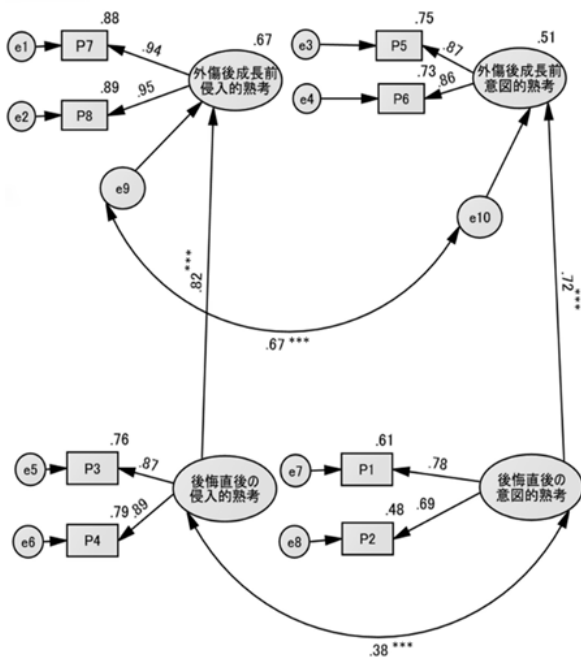 .88
.67
.75
.51
e1
P7
.94
外傷後成長前
侵入的熟考
e3
P5
.87
外傷後成長前
意図的熟考
.89
.95
.73
.86
e2
P8
e4
P6
e9
e10
.82 ***
.72 ***
.67 ***
.76
.61
e5
P3
.87
後悔直後の
侵入的熟考
e7
P1
.78
後悔直後の
意図的熟考
.79
.89
.48
.69
e6
P4
e8
P2
.38 ***